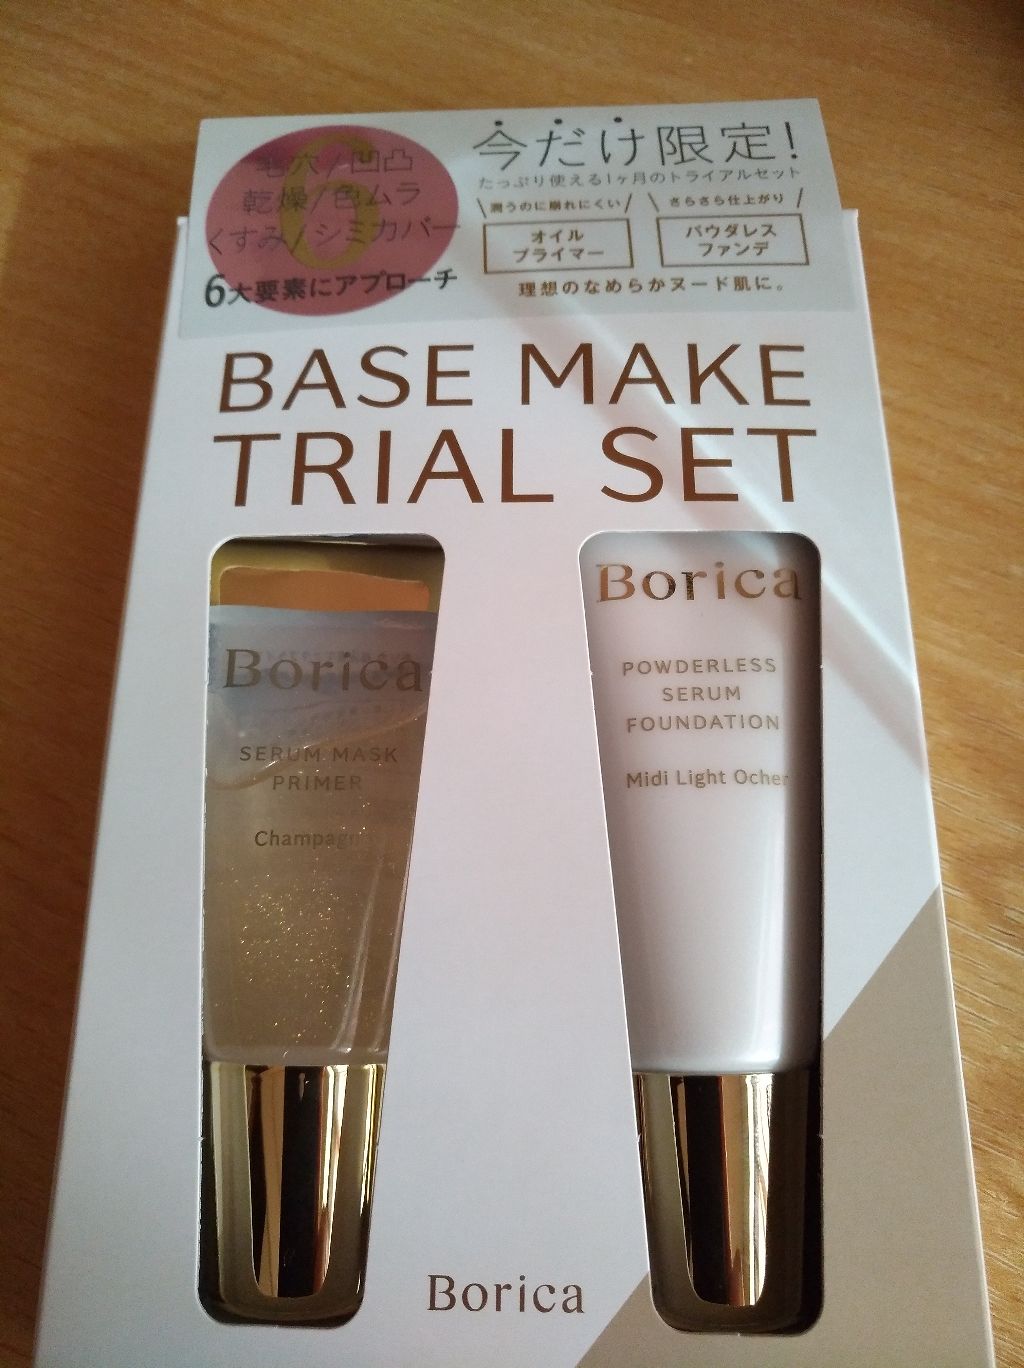 毛穴/凹凸
乾燥/色ムラ
くすみ/シミカバー
6大要素にアプローチ
今だけ限定!
たっぷり使える1ヶ月のトライアルセット
\潤うのに崩れにくい/
オイル
プライマー
\さらさら仕上がり/
パウダレス
ファンデ
理想のなめらかヌード肌に。
BASE MAKE
TRIAL SET
Borica
SERUM MASK
PRIMER
Borica
POWDERLESS
SERUM
FOUNDATION
Midi Light Ocher
Borica